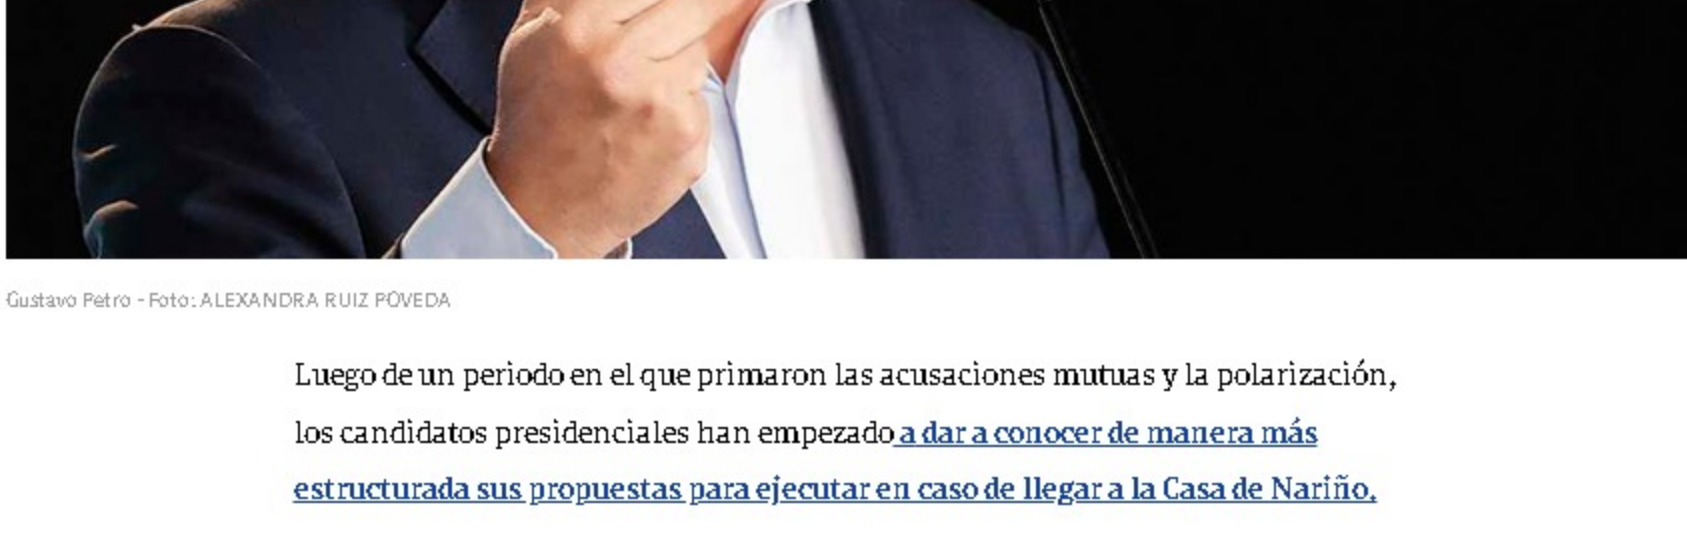 Gustavo Petro - Foto: ALEXANDRA RUIZ POVEDA
Luego de un periodo en el que primaron las acusaciones mutuas y la polarización,
los candidatos presidenciales han empezado a dar a conocer de manera más
estructurada sus propuestas para ejecutar en caso de llegar a la Casa de Nariño.